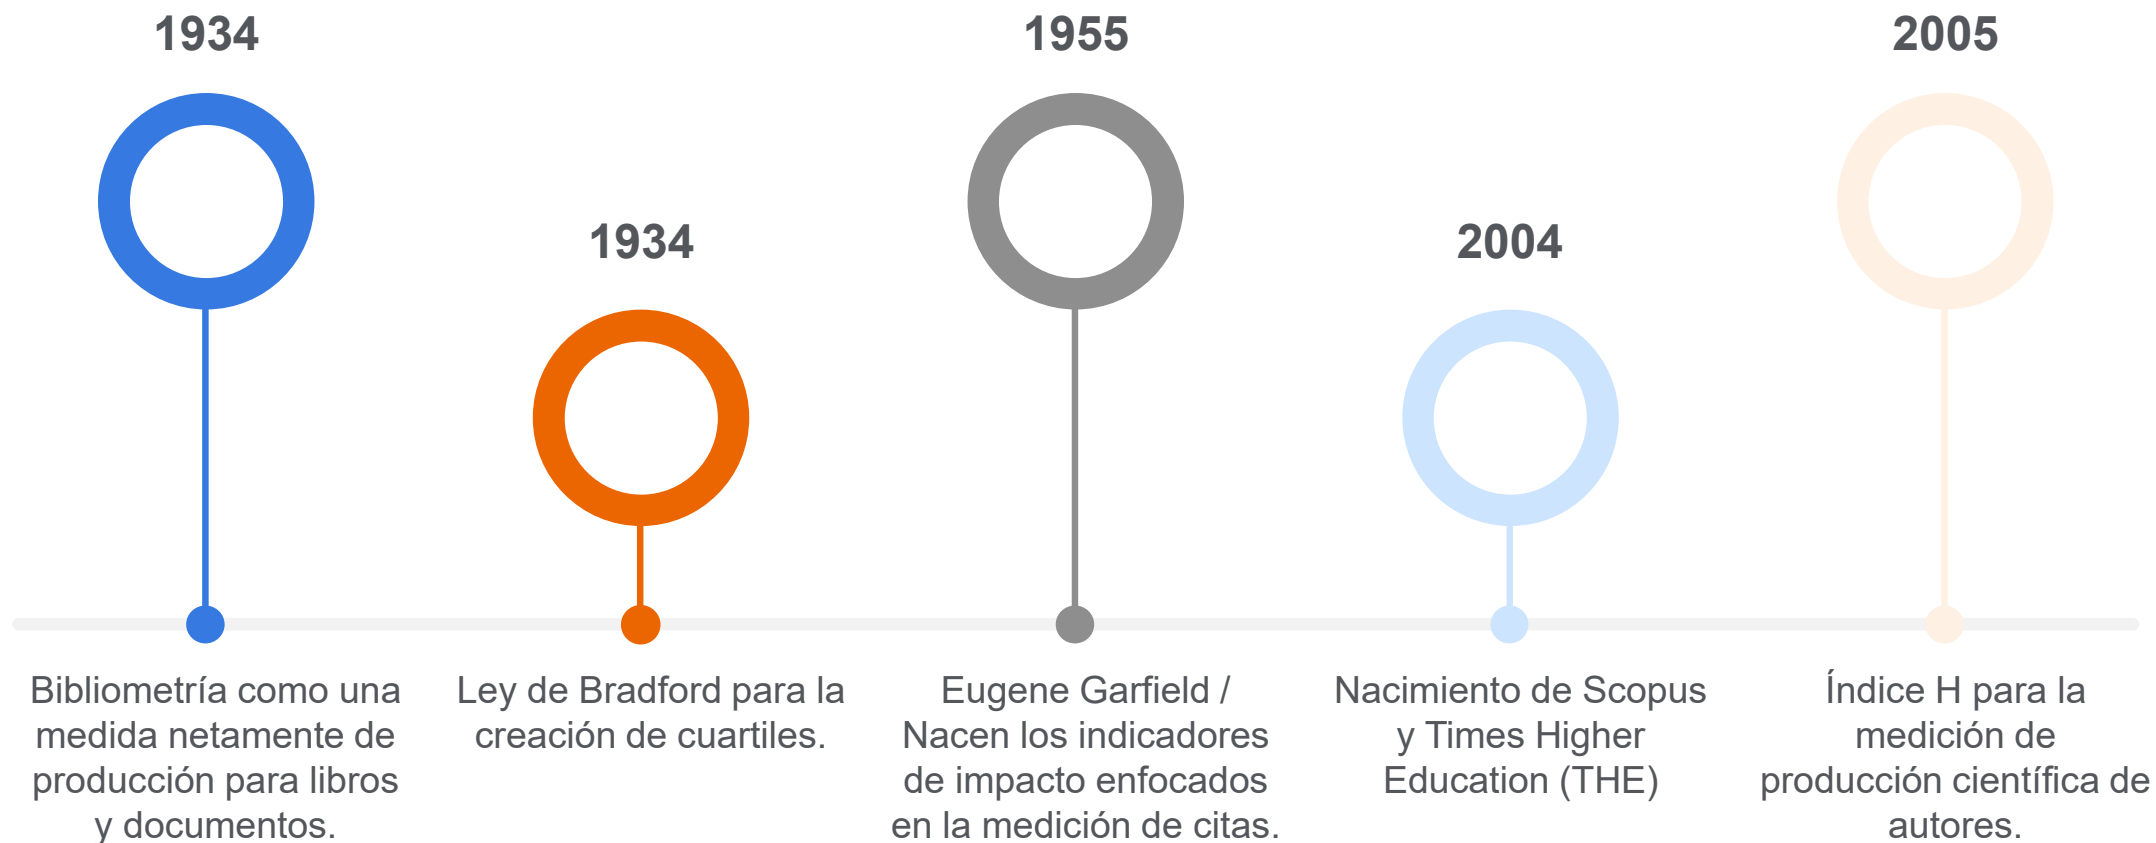 1934
Bibliometría como una
medida netamente de
producción para libros
y documentos.
1934
Ley de Bradford para la
creación de cuartiles.
1955
Eugene Garfield /
Nacen los indicadores
de impacto enfocados
en la medición de citas.
2004
Nacimiento de Scopus
y Times Higher
Education (THE)
2005
Índice H para la
medición de
producción científica de
autores.